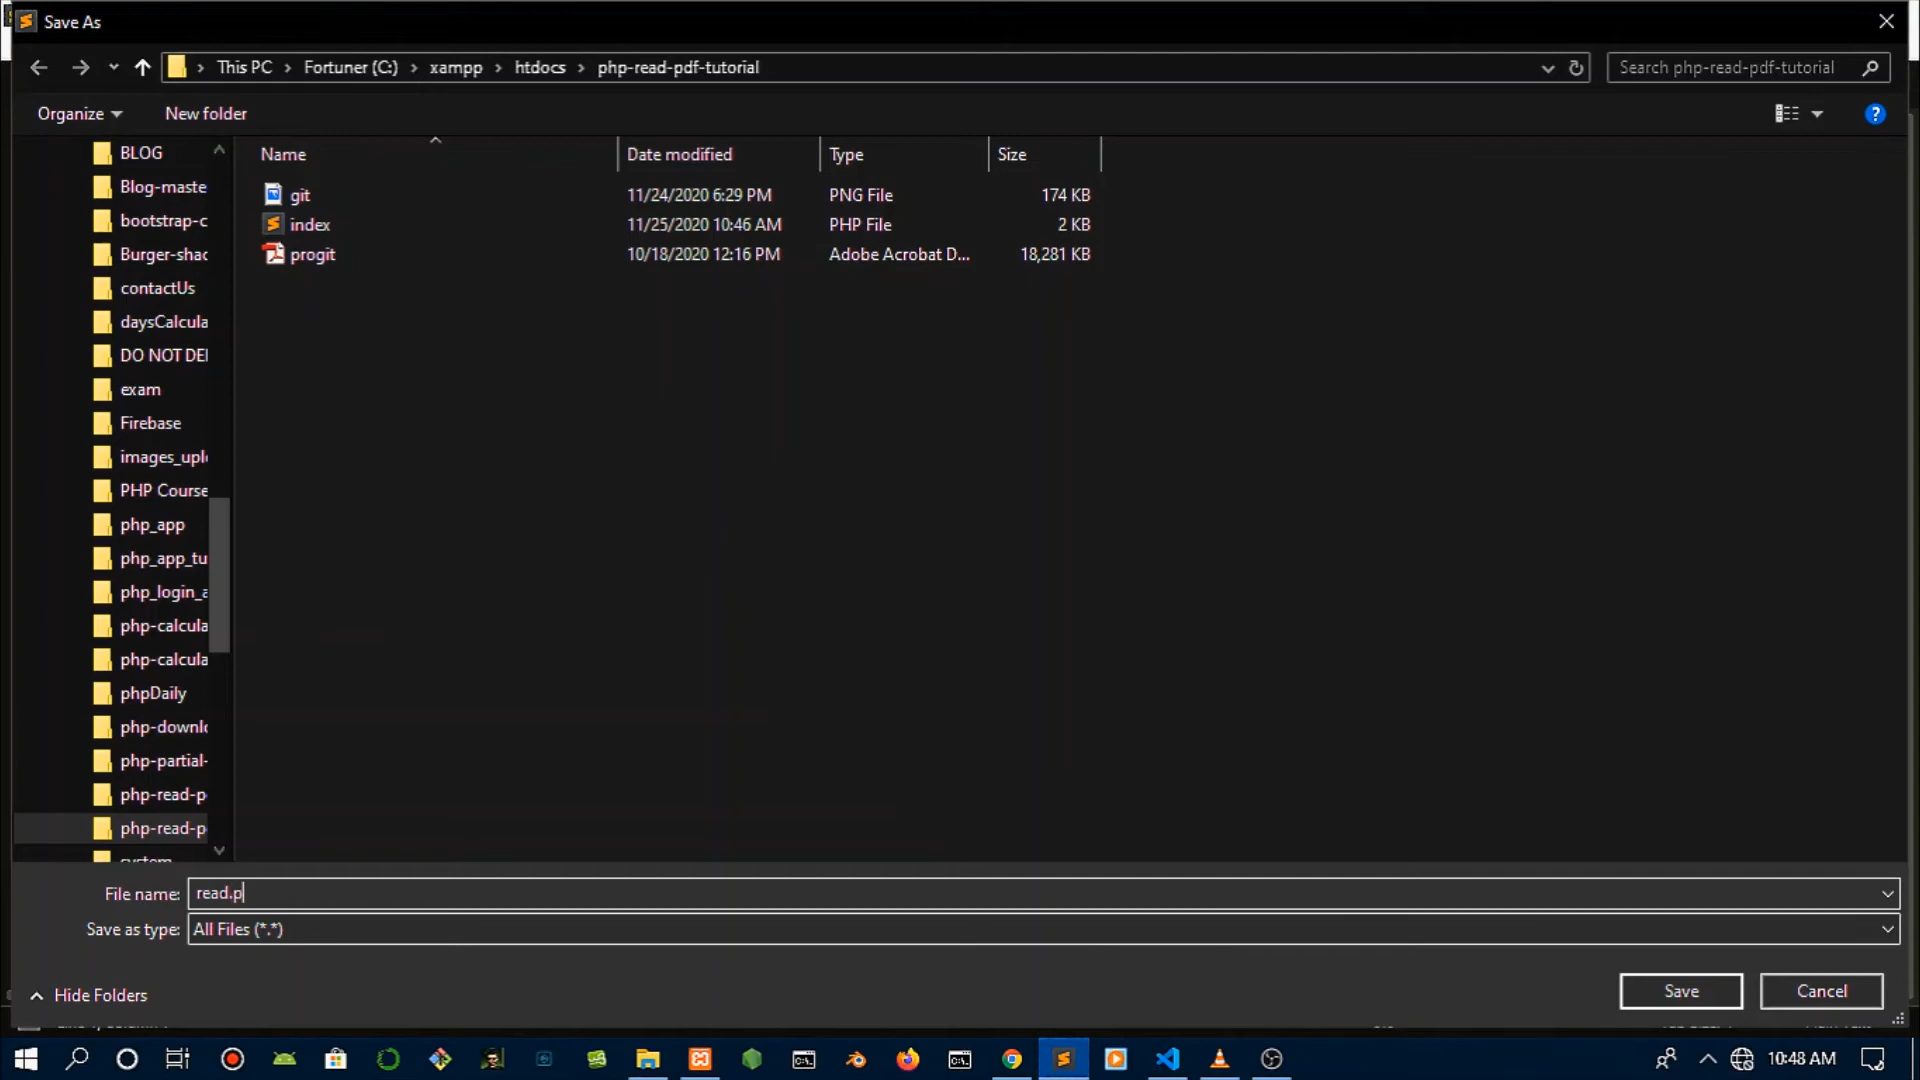 Save As
This PC > Fortuner (C:) > xampp > htdocs > php-read-pdf-tutorial
Search php-read-pdf-tutorial
Organize
New folder
Name Date modified Type Size
git 11/24/2020 6:29 PM PNG File 174 KB
index 11/25/2020 10:46 AM PHP File 2 KB
progit 10/18/2020 12:16 PM Adobe Acrobat D... 18,281 KB
BLOG
Blog-maste
bootstrap-c
Burger-shac
contactUs
daysCalcula
DO NOT DEI
exam
Firebase
images_uplo
PHP Course
php_app
php_app_tu
php_login_a
php-calcula
php-calcula
phpDaily
php-downlo
php-partial-
php-read-p
php-read-p
system
File name: read.p
Save as type: All Files (*.*)
Hide Folders
Save
Cancel
10:48 AM